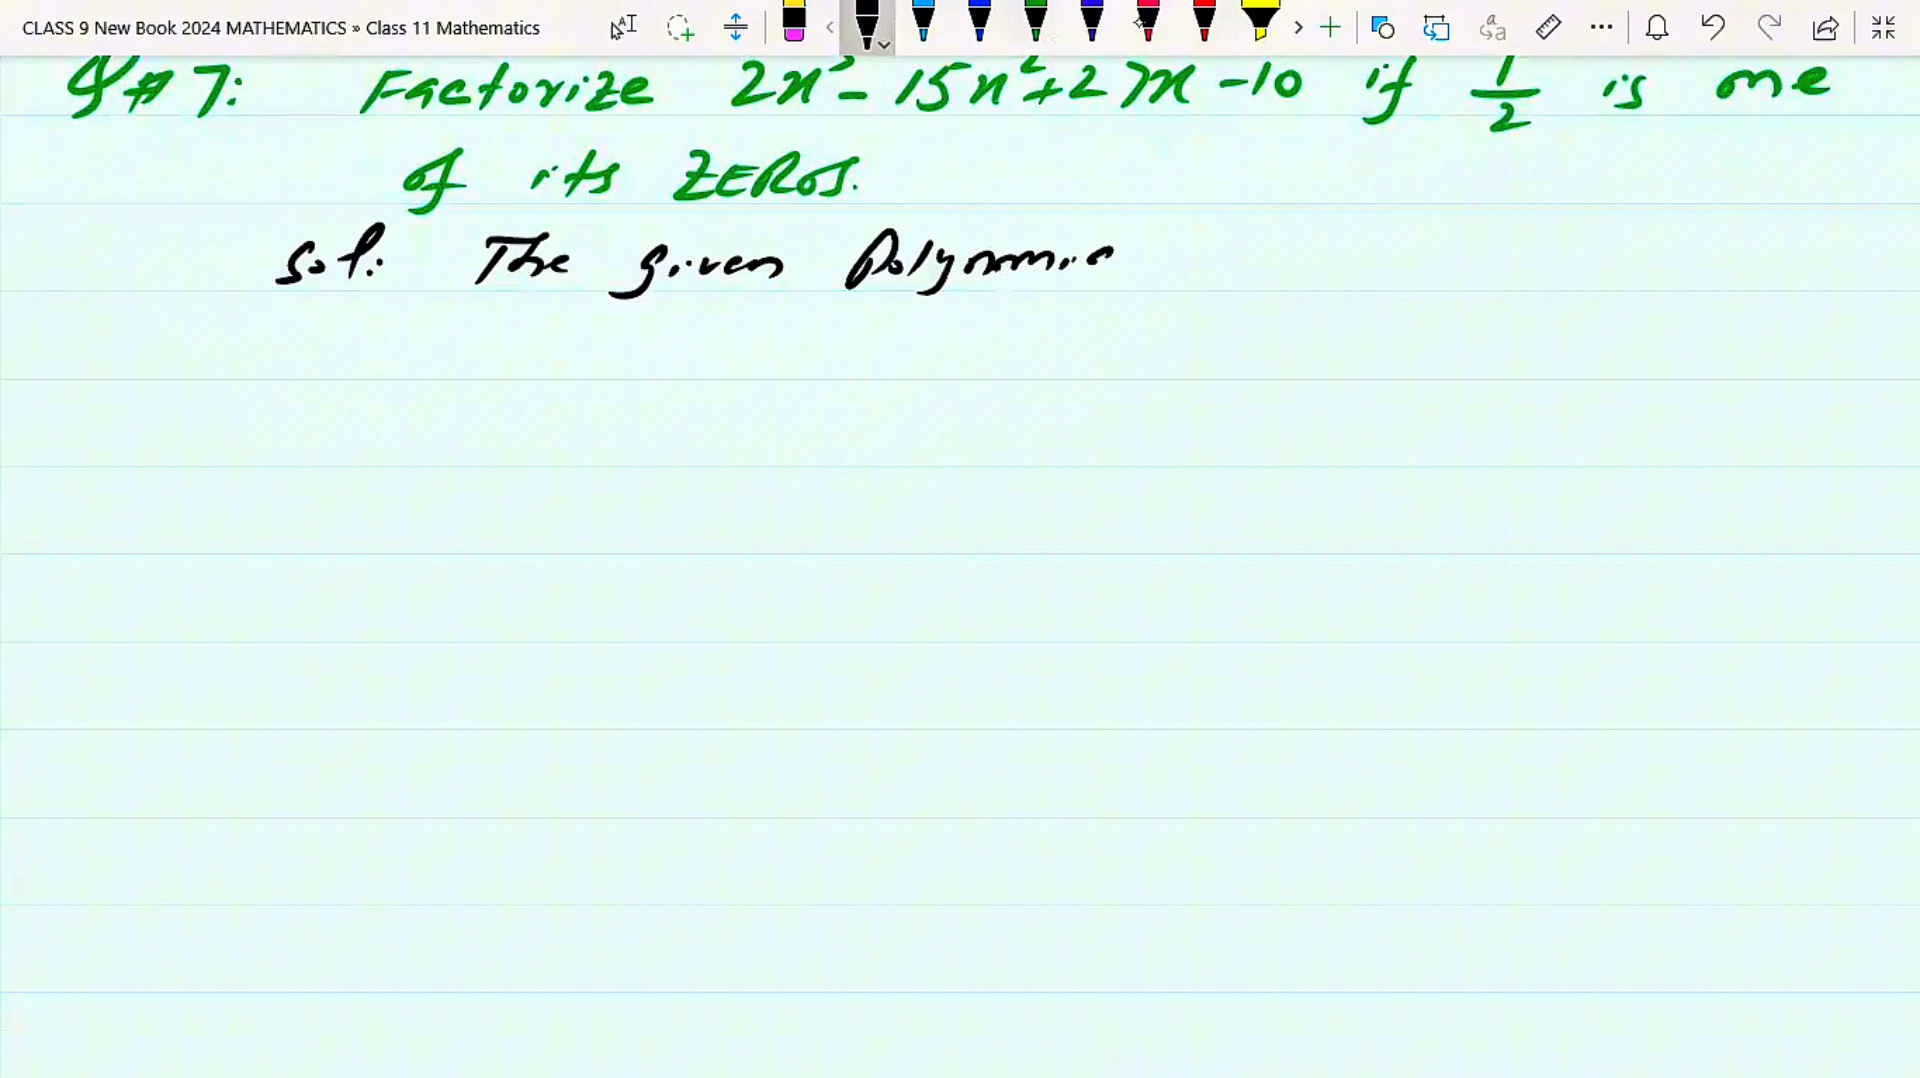 CLASS 9 New Book 2024 MATHEMATICS » Class 11 Mathematics
Q#7: Factorize 2x³ - 15x² + 27x - 10 if 1/2 is one
of its ZEROS.
Sol: The given Polynomia